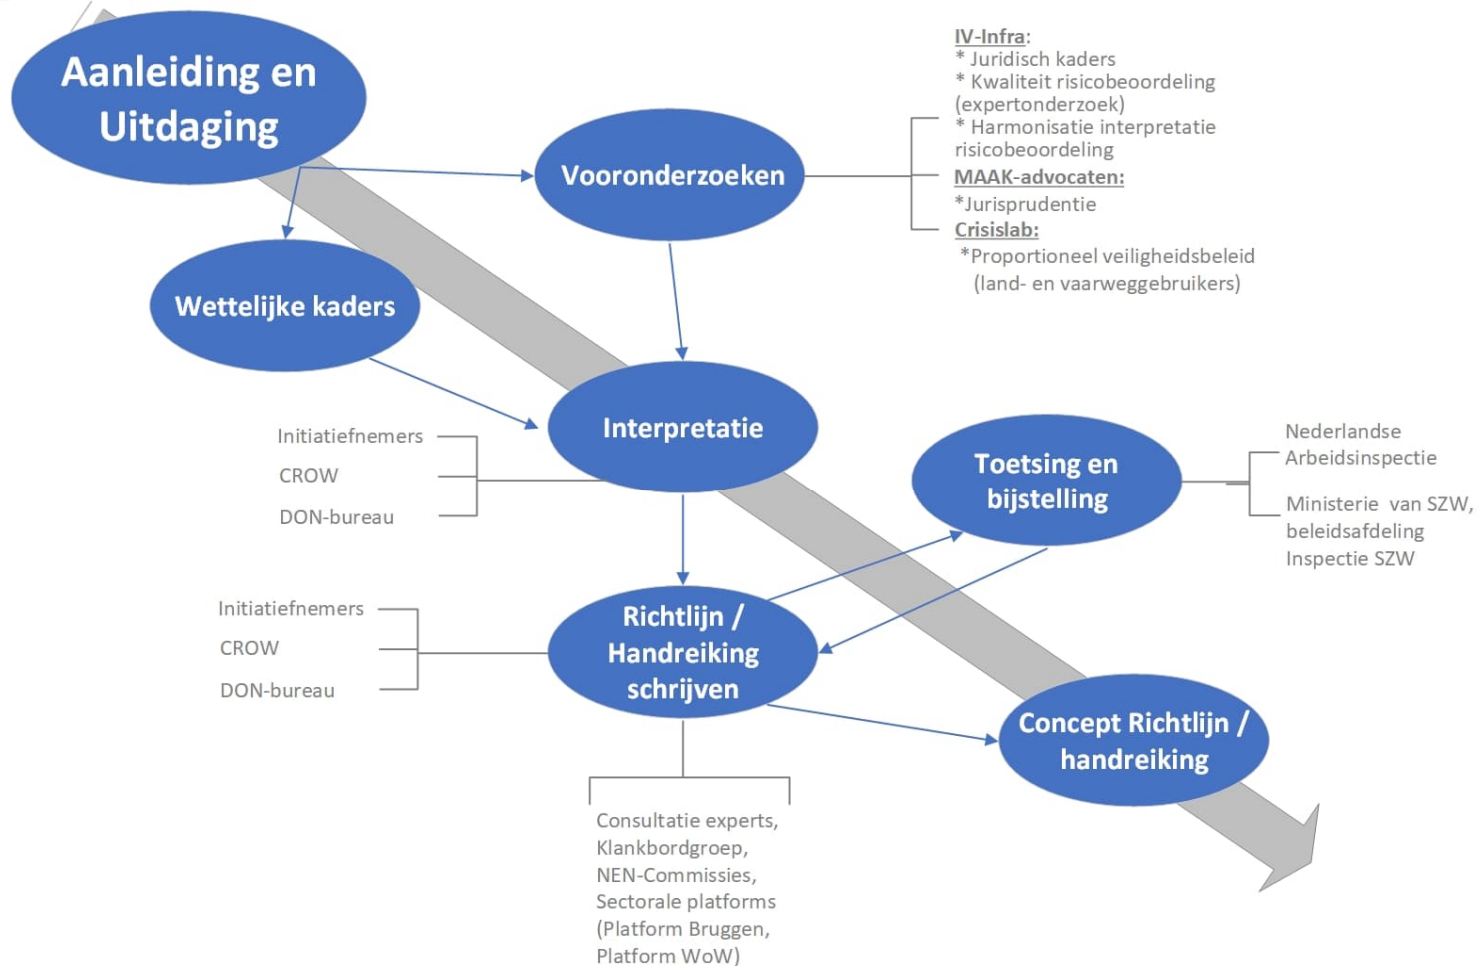 Aanleiding en
Uitdaging
Vooronderzoeken
IV-Infra:
* Juridisch kaders
* Kwaliteit risicobeoordeling
(expertonderzoek)
* Harmonisatie interpretatie
risicobeoordeling
MAAK-advocaten:
*Jurisprudentie
Crisislab:
*Proportioneel veiligheidsbeleid
(land- en vaarweggebruikers)
Wettelijke kaders
Interpretatie
Initiatiefnemers
CROW
DON-bureau
Toetsing en
bijstelling
Nederlandse
Arbeidsinspectie
Ministerie van SZW,
beleidsafdeling
Inspectie SZW
Richtlijn /
Handreiking
schrijven
Initiatiefnemers
CROW
DON-bureau
Concept Richtlijn /
handreiking
Consultatie experts,
Klankbordgroep,
NEN-Commissies,
Sectorale platforms
(Platform Bruggen,
Platform WoW)